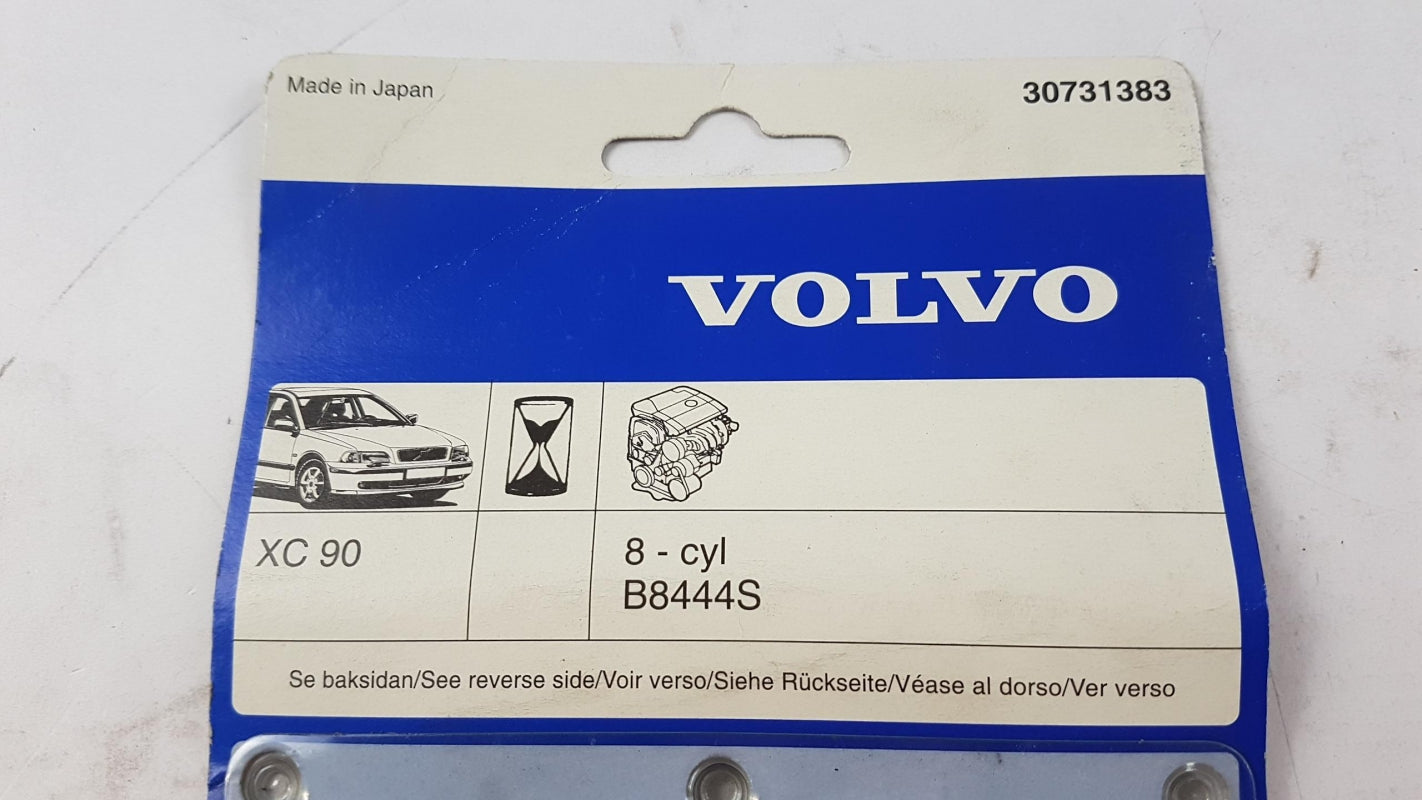 Made in Japan
30731383
VOLVO
XC 90
8 - cyl
B8444S
Se baksidan/See reverse side/Voir verso/Siehe Rückseite/Véase al dorso/Ver verso